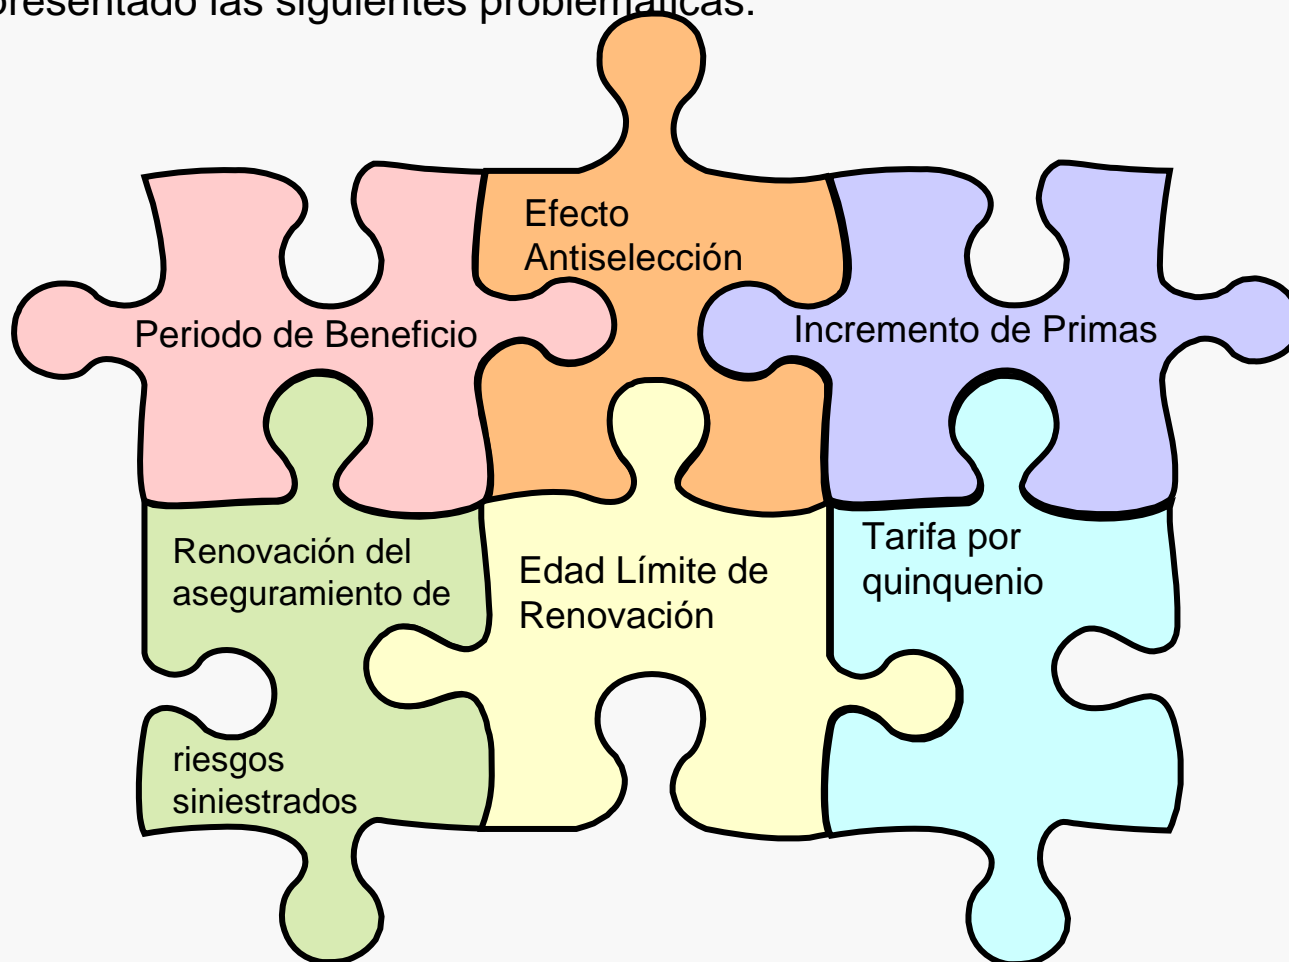 presentado las siguientes problemáticas:
Efecto
Antiselección
Periodo de Beneficio
Incremento de Primas
Renovación del
aseguramiento de
riesgos
siniestrados
Edad Límite de
Renovación
Tarifa por
quinquenio